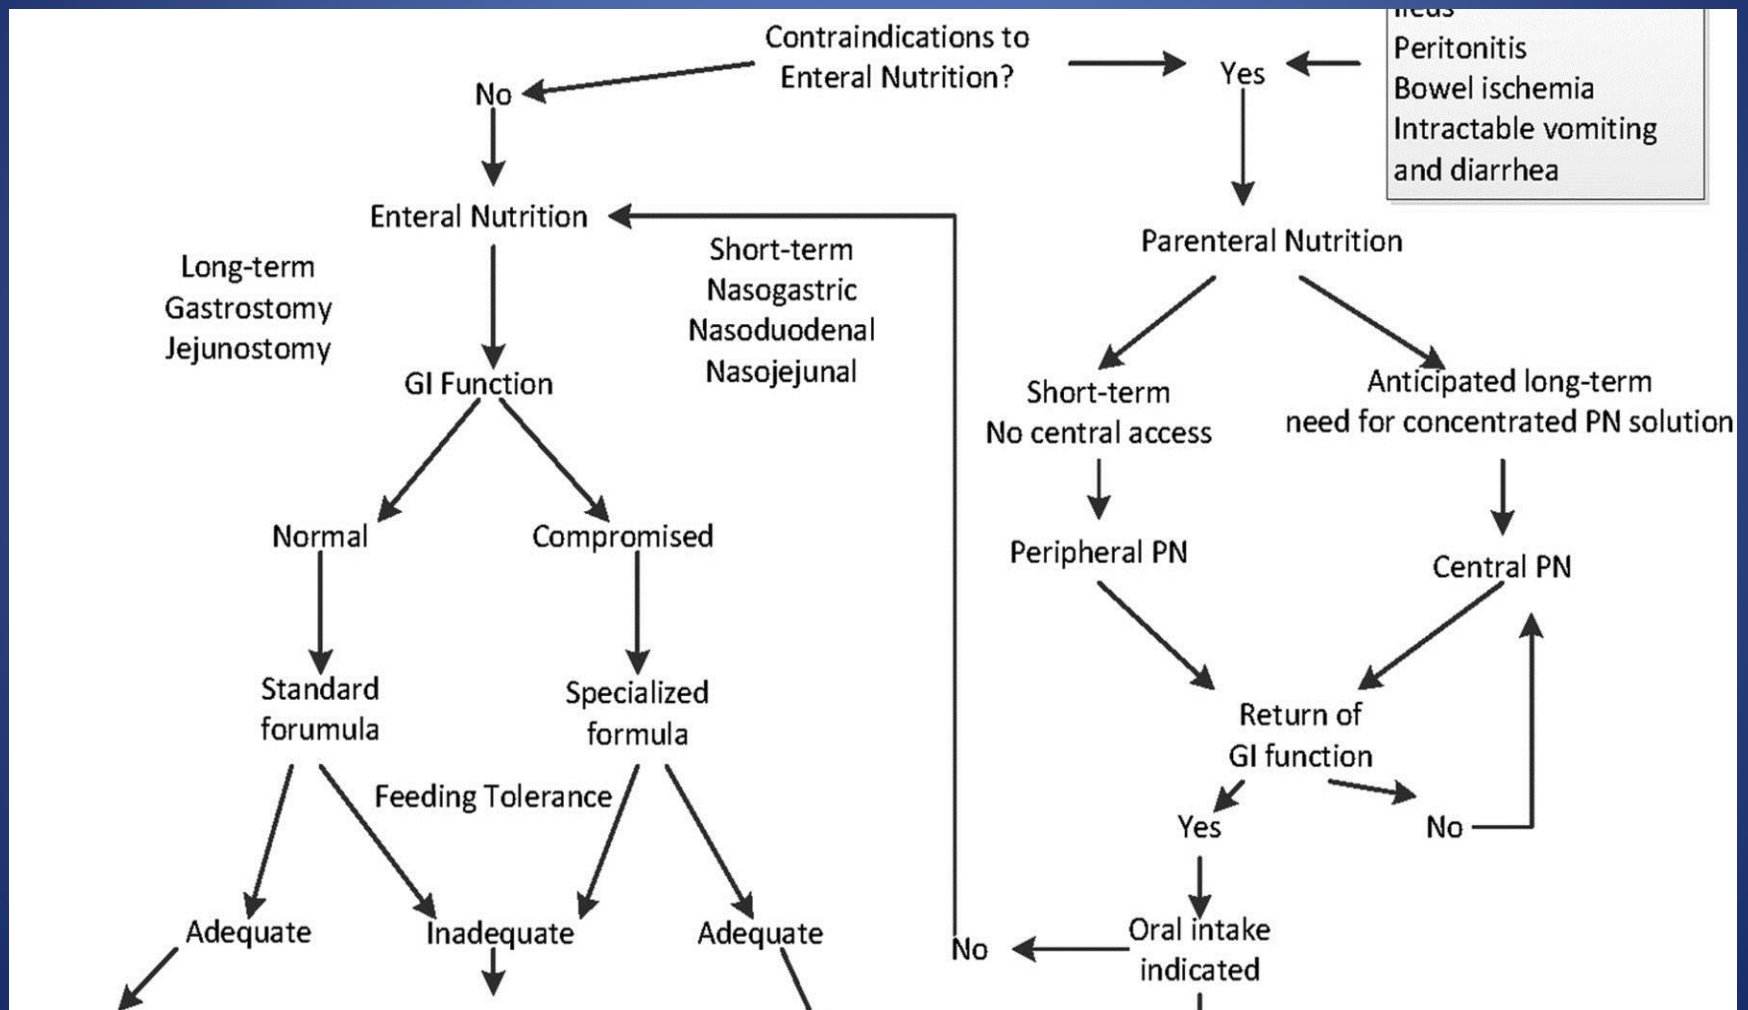 Contraindications to
Enteral Nutrition?
No
Yes
Ileus
Peritonitis
Bowel ischemia
Intractable vomiting
and diarrhea
Enteral Nutrition
Parenteral Nutrition
Long-term
Gastrostomy
Jejunostomy
Short-term
Nasogastric
Nasoduodenal
Nasojejunal
GI Function
Short-term
No central access
Anticipated long-term
need for concentrated PN solution
Normal
Compromised
Peripheral PN
Central PN
Standard
forumula
Specialized
formula
Return of
GI function
Feeding Tolerance
Yes
No
Adequate
Inadequate
Adequate
No
Oral intake
indicated